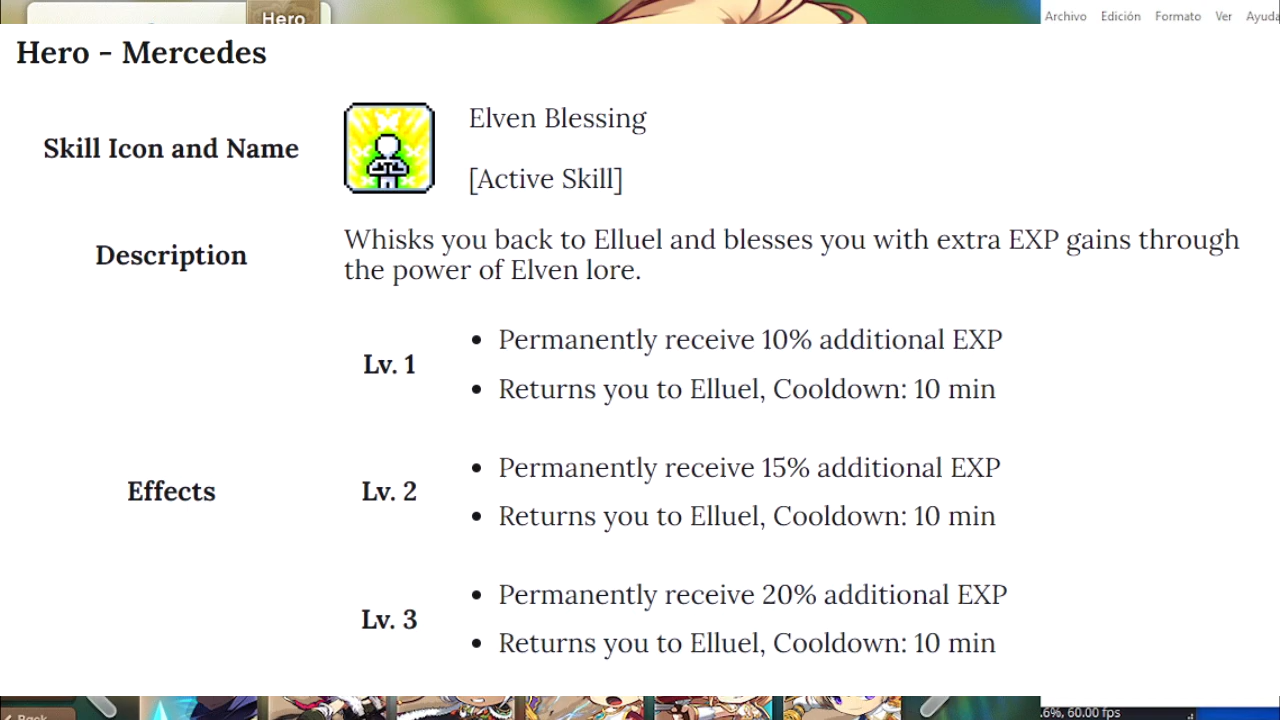 Hero
Archivo Edición Formato Ver Ayuda
Hero - Mercedes
Skill Icon and Name
Elven Blessing
[Active Skill]
Description
Whisks you back to Elluel and blesses you with extra EXP gains through
the power of Elven lore.
Effects
Lv. 1
• Permanently receive 10% additional EXP
• Returns you to Elluel, Cooldown: 10 min
Lv. 2
• Permanently receive 15% additional EXP
• Returns you to Elluel, Cooldown: 10 min
Lv. 3
• Permanently receive 20% additional EXP
• Returns you to Elluel, Cooldown: 10 min
Back
.6%, 60.00 fps